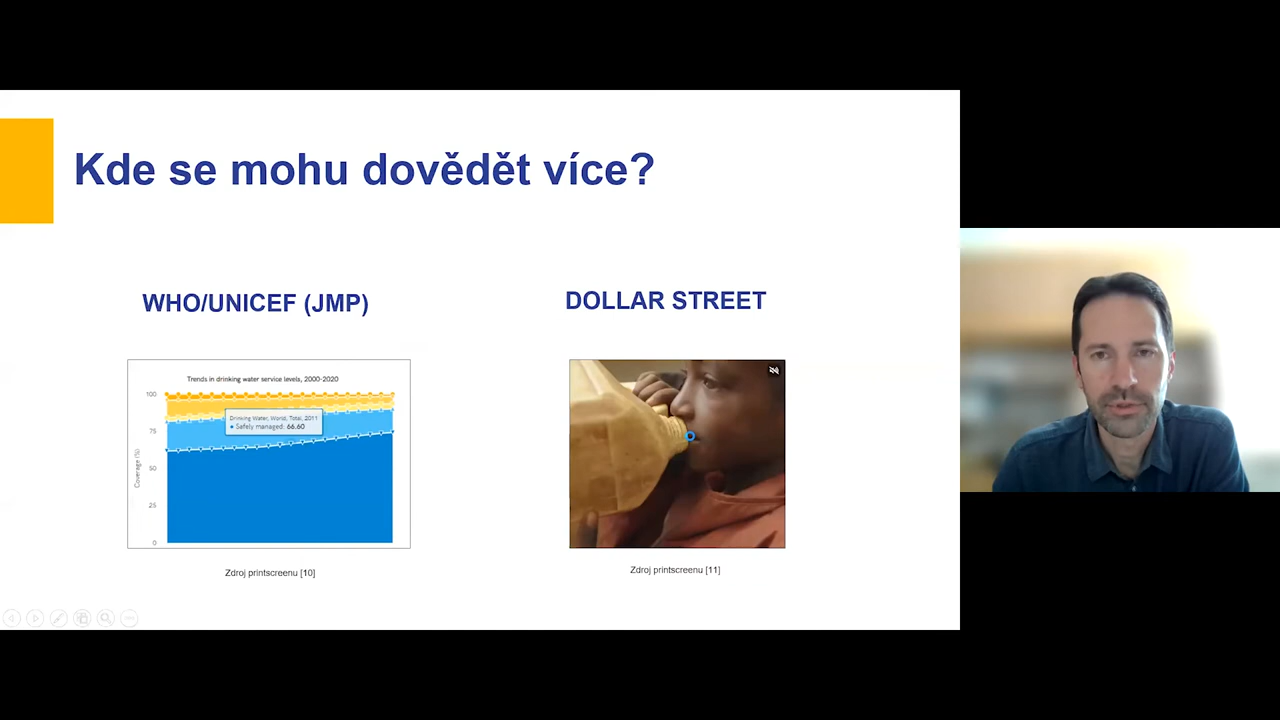 Kde se mohu dovědět více?
WHO/UNICEF (JMP)
DOLLAR STREET
Trends in drinking water service levels, 2000-2020
100
75
50
25
0
Coverage (%)
Drinking Water, World, Total, 2011
Safely managed: 66.60
Zdroj printscreenu [10]
Zdroj printscreenu [11]